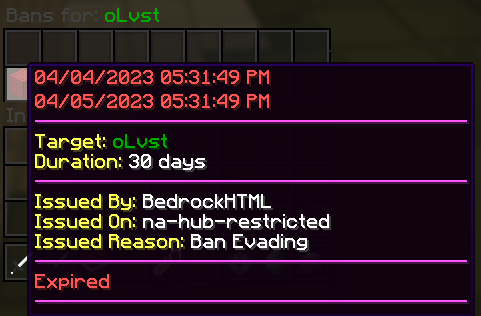 Bans for: oLvst
04/04/2023 05:31:49 PM
04/05/2023 05:31:49 PM
Target: oLvst
Duration: 30 days
Issued By: BedrockHTML
Issued On: na-hub-restricted
Issued Reason: Ban Evading
Expired